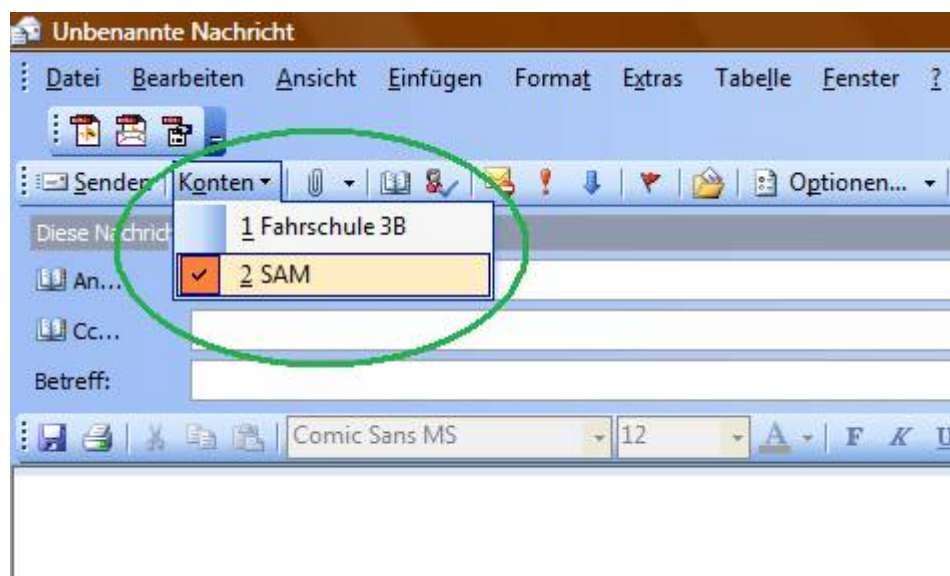 Unbenannte Nachricht
Datei Bearbeiten Ansicht Einfügen Format Extras Tabelle Fenster ?
Senden Konten Optionen...
1 Fahrschule 3B
Diese
2 SAM
An...
Cc...
Betreff:
Comic Sans MS 12 A F K U